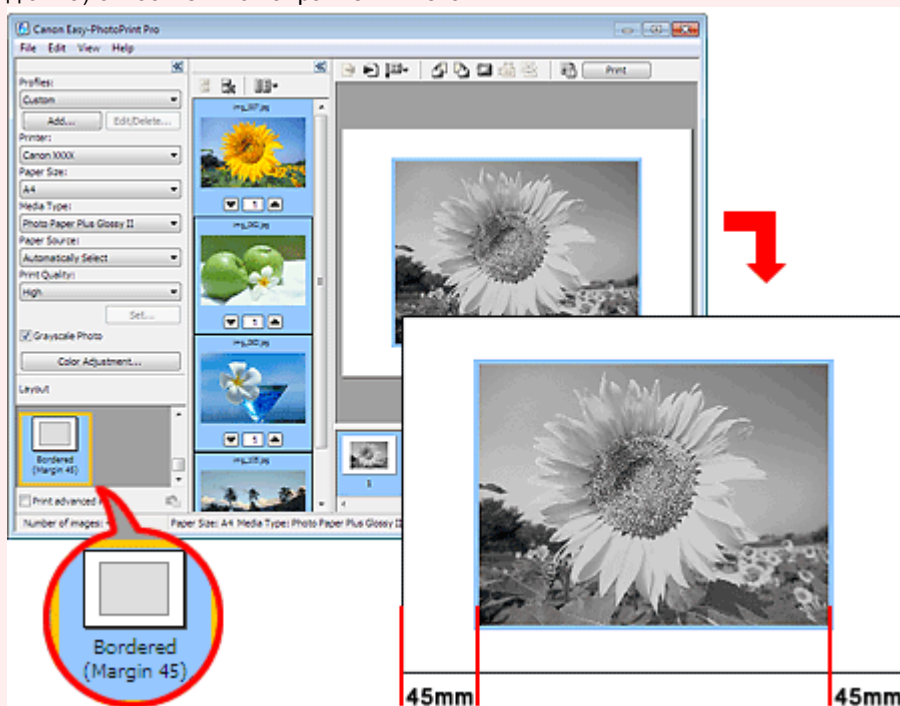 Canon Easy-PhotoPrint Pro
File Edit View Help
Profiles:
Custom
Add... Edit/Delete...
Printer:
Canon XXXX
Paper Size:
A4
Media Type:
Photo Paper Plus Glossy II
Paper Source:
Automatically Select
Print Quality:
High
Set...
Grayscale Photo
Color Adjustment...
Layout
Bordered
(Margin 45)
Print advanced
Number of images:
Paper Size: A4 Media Type: Photo Paper Plus Glossy II
1
1
1
Print
1
Bordered
(Margin 45)
45mm
45mm